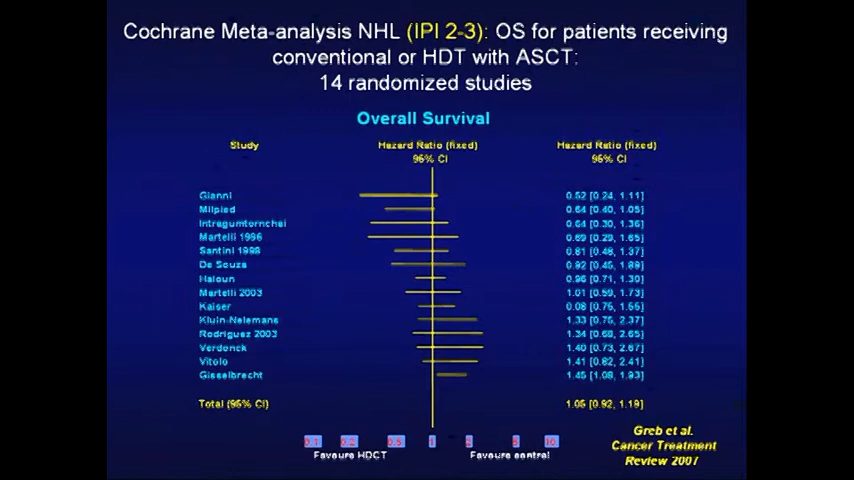 Cochrane Meta-analysis NHL (IPI 2-3): OS for patients receiving
conventional or HDT with ASCT:
14 randomized studies
Overall Survival
Study Hazard Ratio (fixed) Hazard Ratio (fixed)
95% CI 95% CI
Gianni 0.52 [0.24, 1.11]
Milpied 0.64 [0.40, 1.05]
Intragumtornchai 0.64 [0.30, 1.36]
Martelli 1996 0.69 [0.29, 1.65]
Santini 1998 0.81 [0.48, 1.37]
De Souza 0.92 [0.45, 1.89]
Haioun 0.96 [0.71, 1.30]
Martelli 2003 1.01 [0.59, 1.73]
Kaiser
Kluin-Nelemans 1.33 [0.75, 2.37]
Rodriguez 2003 1.34 [0.68, 2.65]
Verdonck 1.40 [0.73, 2.67]
Vitolo 1.41 [0.82, 2.41]
Gisselbrecht 1.45 [1.08, 1.93]
Total (95% CI) 1.05 [0.92, 1.19]
0.1 0.2 0.5 1 2 5 10
Favours HDCT Favours control
Greb et al.
Cancer Treatment
Review 2007